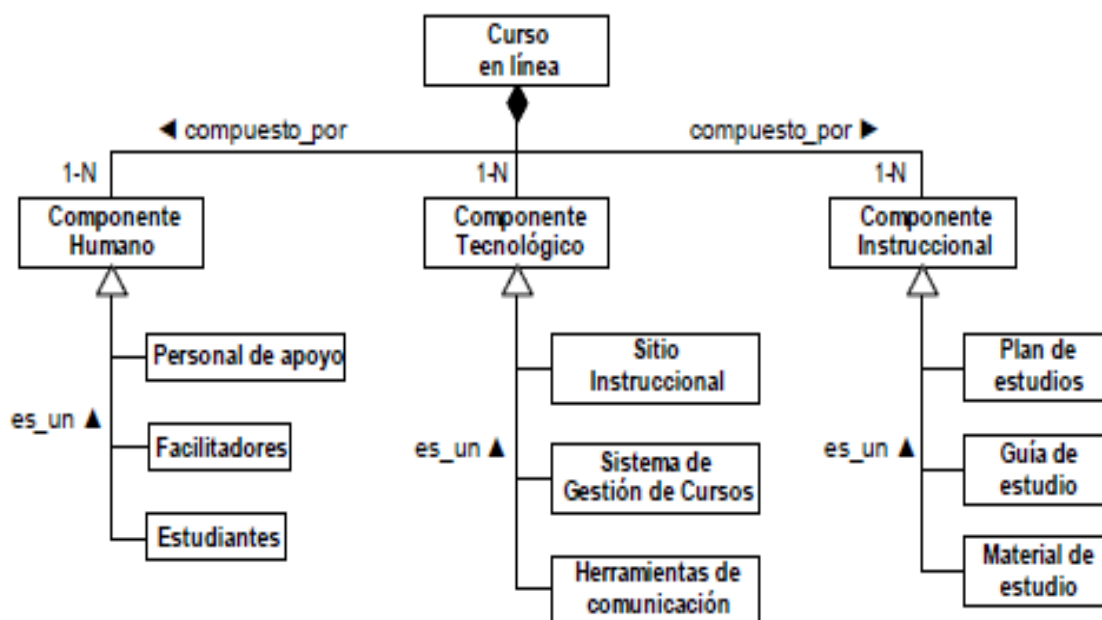 Curso
en línea
◄ compuesto_por
compuesto_por ►
1-N
1-N
1-N
Componente
Humano
Componente
Tecnológico
Componente
Instruccional
Personal de apoyo
es_un ▲
Facilitadores
Estudiantes
Sitio
Instruccional
es_un ▲
Sistema de
Gestión de Cursos
Herramientas de
comunicación
Plan de
estudios
es_un ▲
Guía de
estudio
Material de
estudio